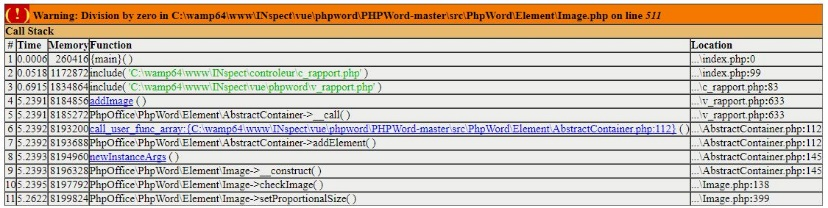 ( ! ) Warning: Division by zero in C:\wamp64\www\INspect\vue\phpword\PHPWord-master\src\PhpWord\Element\Image.php on line 511
Call Stack
# Time Memory Function Location
1 0.0006 260416 {main}( ) ...\index.php:0
2 0.0518 1172872 include( 'C:\wamp64\www\INspect\controleur\c_rapport.php' ) ...\index.php:99
3 0.6915 1834864 include( 'C:\wamp64\www\INspect\vue\phpword\v_rapport.php' ) ...\c_rapport.php:83
4 5.2391 8184856 addImage ( ) ...\v_rapport.php:633
5 5.2391 8185272 PhpOffice\PhpWord\Element\AbstractContainer->__call( ) ...\v_rapport.php:633
6 5.2392 8193200 call_user_func_array:{C:\wamp64\www\INspect\vue\phpword\PHPWord-master\src\PhpWord\Element\AbstractContainer.php:112} ( ) ...\AbstractContainer.php:112
7 5.2392 8193688 PhpOffice\PhpWord\Element\AbstractContainer->addElement( ) ...\AbstractContainer.php:112
8 5.2393 8194960 newInstanceArgs ( ) ...\AbstractContainer.php:145
9 5.2393 8196328 PhpOffice\PhpWord\Element\Image->__construct( ) ...\AbstractContainer.php:145
10 5.2395 8197792 PhpOffice\PhpWord\Element\Image->checkImage( ) ...\Image.php:138
11 5.2622 8199824 PhpOffice\PhpWord\Element\Image->setProportionalSize( ) ...\Image.php:399